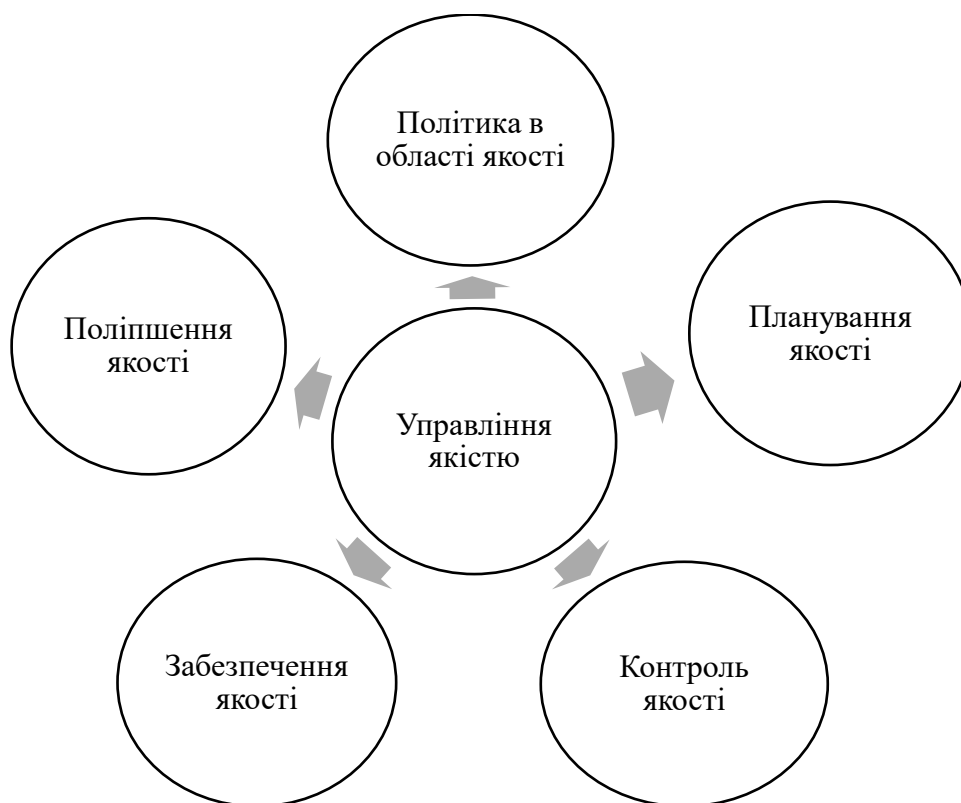 Політика в
області якості
Поліпшення
якості
Планування
якості
Управління
якістю
Забезпечення
якості
Контроль
якості